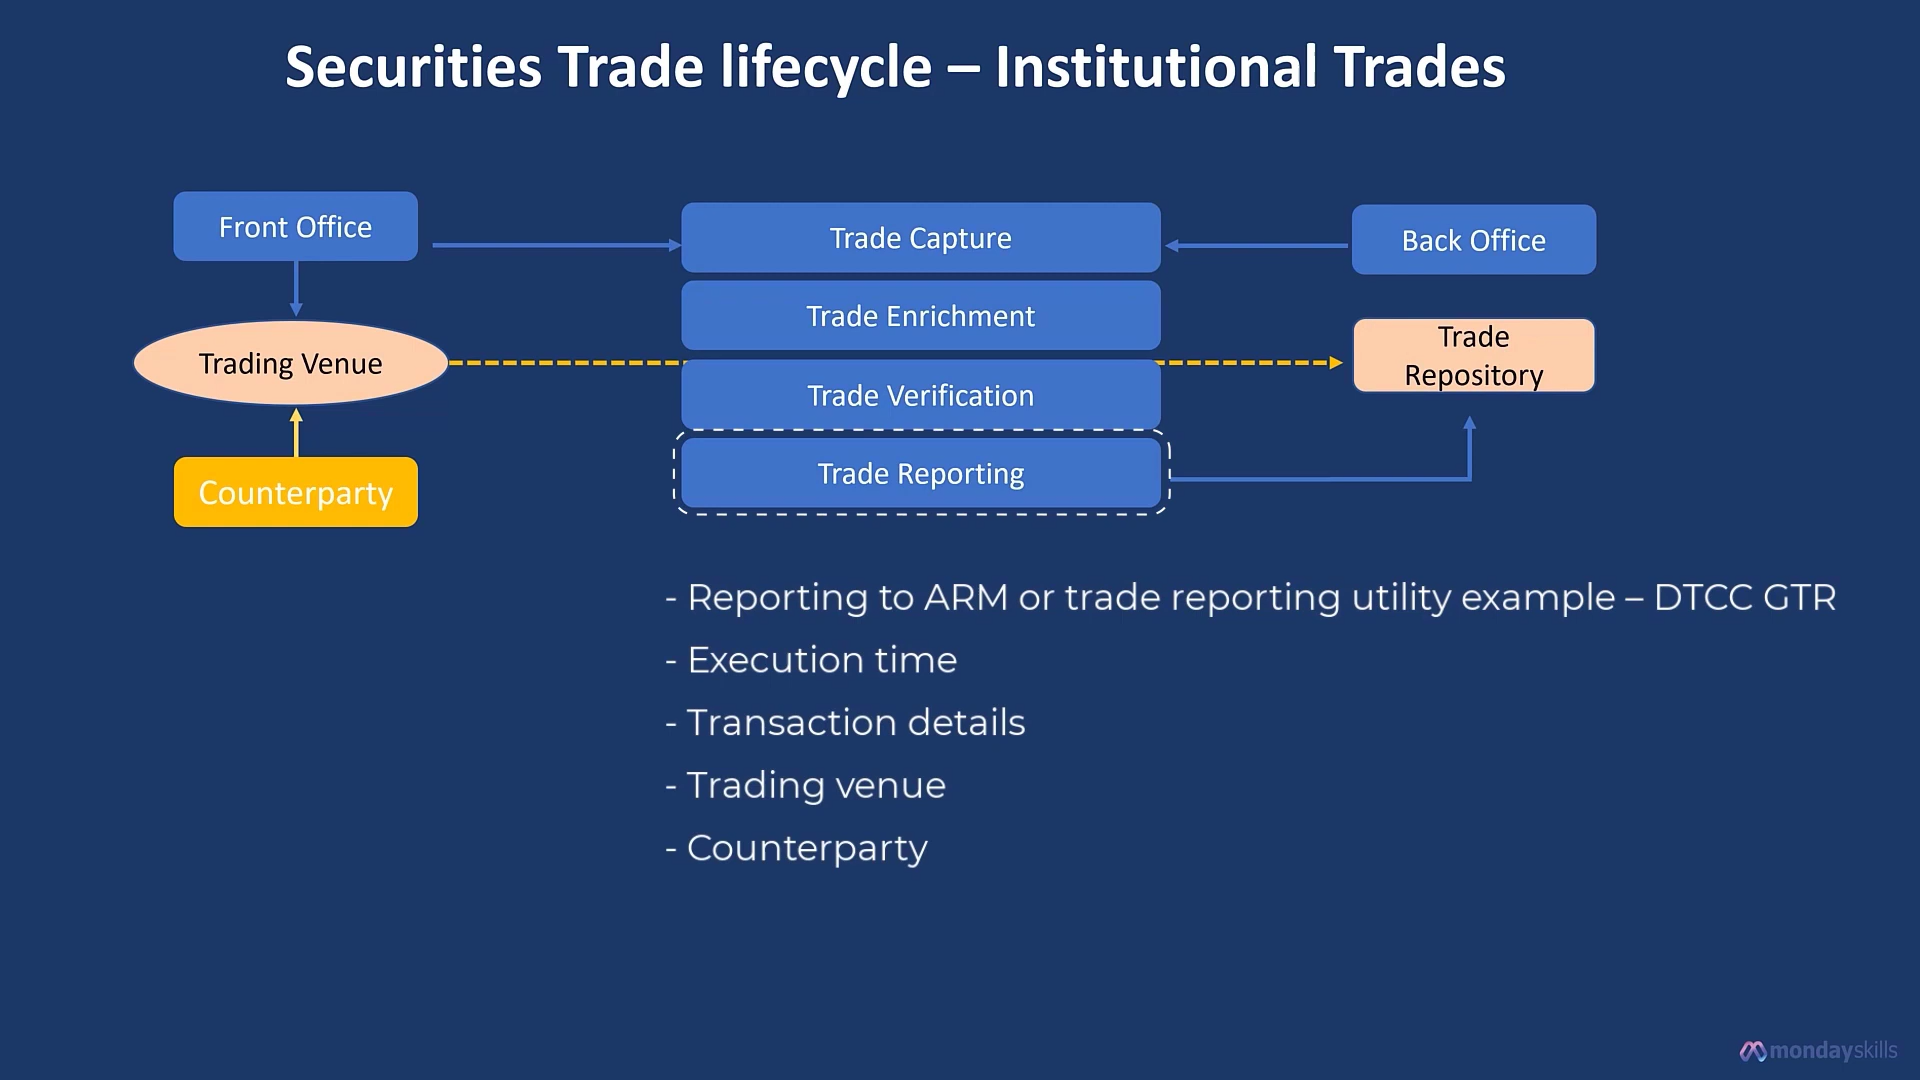 Securities Trade lifecycle – Institutional Trades
Front Office
Trade Capture
Back Office
Trade Enrichment
Trading Venue
Trade
Repository
Trade Verification
Counterparty
Trade Reporting
- Reporting to ARM or trade reporting utility example – DTCC GTR
- Execution time
- Transaction details
- Trading venue
- Counterparty
mondayskills